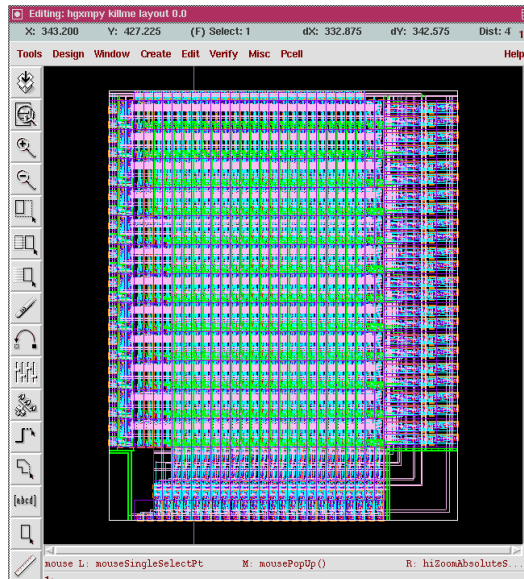 Editing: hgxmpy killme layout 0.0
X: 343.200 Y: 427.225 (F) Select: 1 dX: 332.875 dY: 342.575 Dist: 4 1
Tools Design Window Create Edit Verify Misc Pcell Help
[abcd]
mouse L: mouseSingleSelectPt M: mousePopUp() R: hiZoomAbsoluteS...